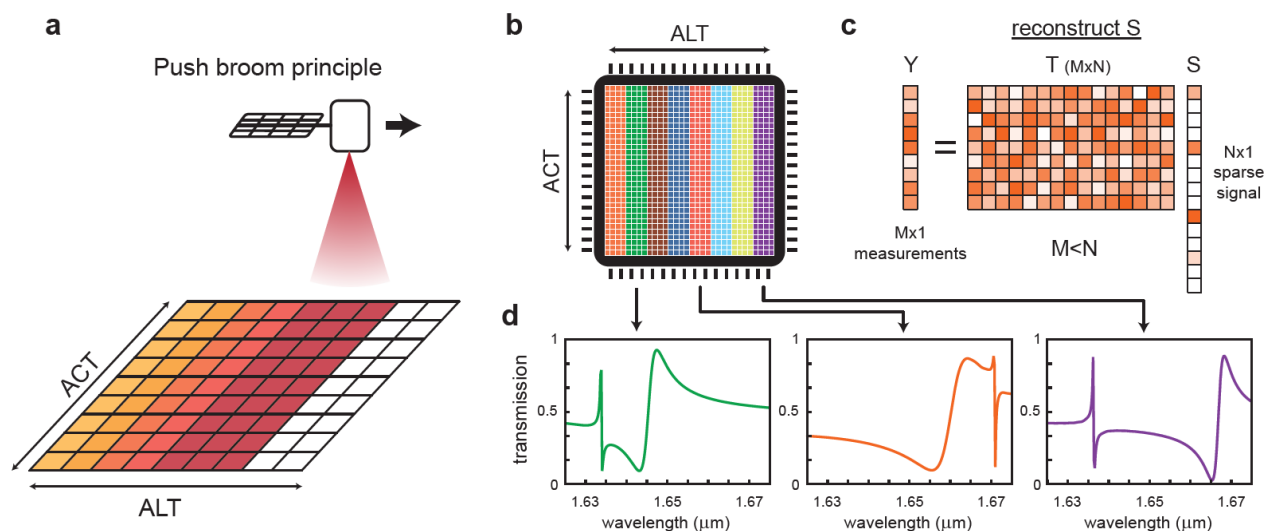 a
Push broom principle
ACT
ALT
b
ALT
ACT
c
reconstruct S
Y
T (MxN)
S
=
Mx1
measurements
M<N
Nx1
sparse
signal
d
transmission
1
0.5
0
1.63
1.65
1.67
wavelength (μm)
1
0.5
0
1.63
1.65
1.67
wavelength (μm)
1
0.5
0
1.63
1.65
1.67
wavelength (μm)